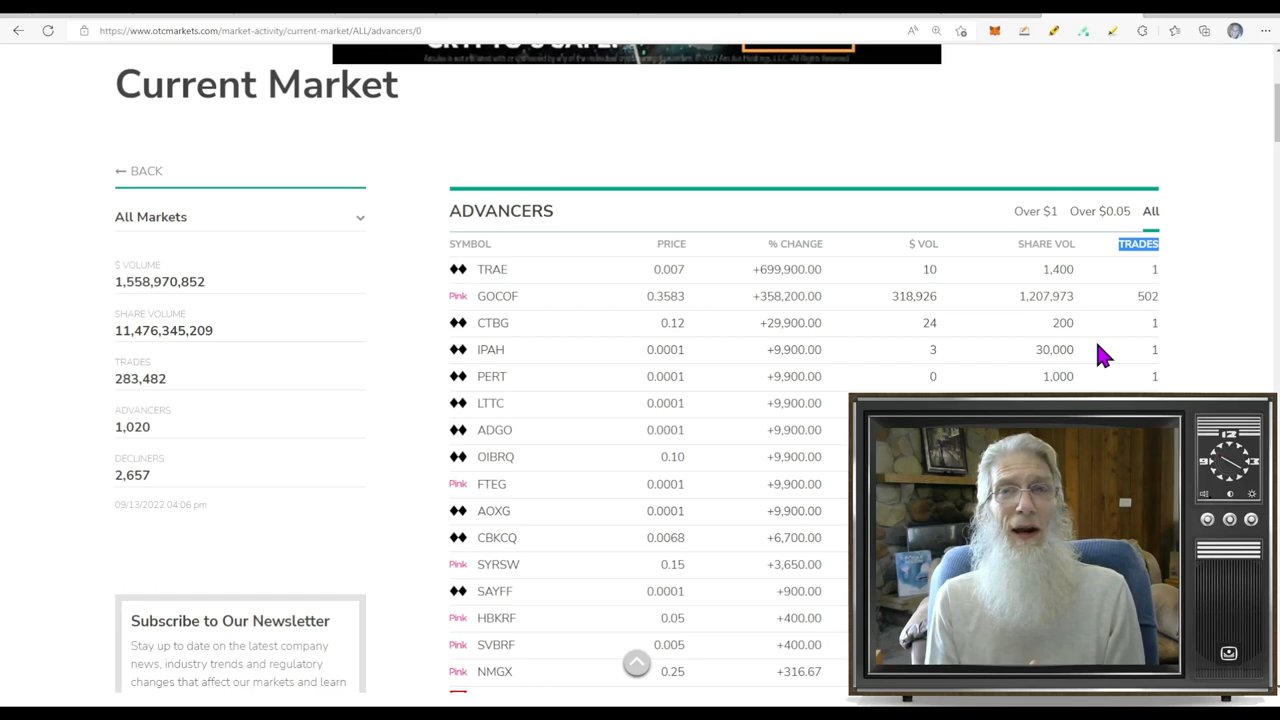 https://www.otcmarkets.com/market-activity/current-market/ALL/advancers/0
CRYPTO'S SAFE.
Current Market
BACK
All Markets
$ VOLUME
1,558,970,852
SHARE VOLUME
11,476,345,209
TRADES
283,482
ADVANCERS
1,020
DECLINERS
2,657
09/13/2022 04:06 pm
Subscribe to Our Newsletter
Stay up to date on the latest company
news, industry trends and regulatory
changes that affect our markets and learn
ADVANCERS Over $1 Over $0.05 All
SYMBOL PRICE % CHANGE $ VOL SHARE VOL TRADES
TRAE 0.007 +699,900.00 10 1,400 1
Pink GOCOF 0.3583 +358,200.00 318,926 1,207,973 502
CTBG 0.12 +29,900.00 24 200 1
IPAH 0.0001 +9,900.00 3 30,000 1
PERT 0.0001 +9,900.00 0 1,000 1
LTTC 0.0001 +9,900.00
ADGO 0.0001 +9,900.00
OIBRQ 0.10 +9,900.00
Pink FTEG 0.0001 +9,900.00
AOXG 0.0001 +9,900.00
CBKCQ 0.0068 +6,700.00
Pink SYRSW 0.15 +3,650.00
SAYFF 0.0001 +900.00
Pink HBKRF 0.05 +400.00
Pink SVBRF 0.005 +400.00
Pink NMGX 0.25 +316.67
12
9 3